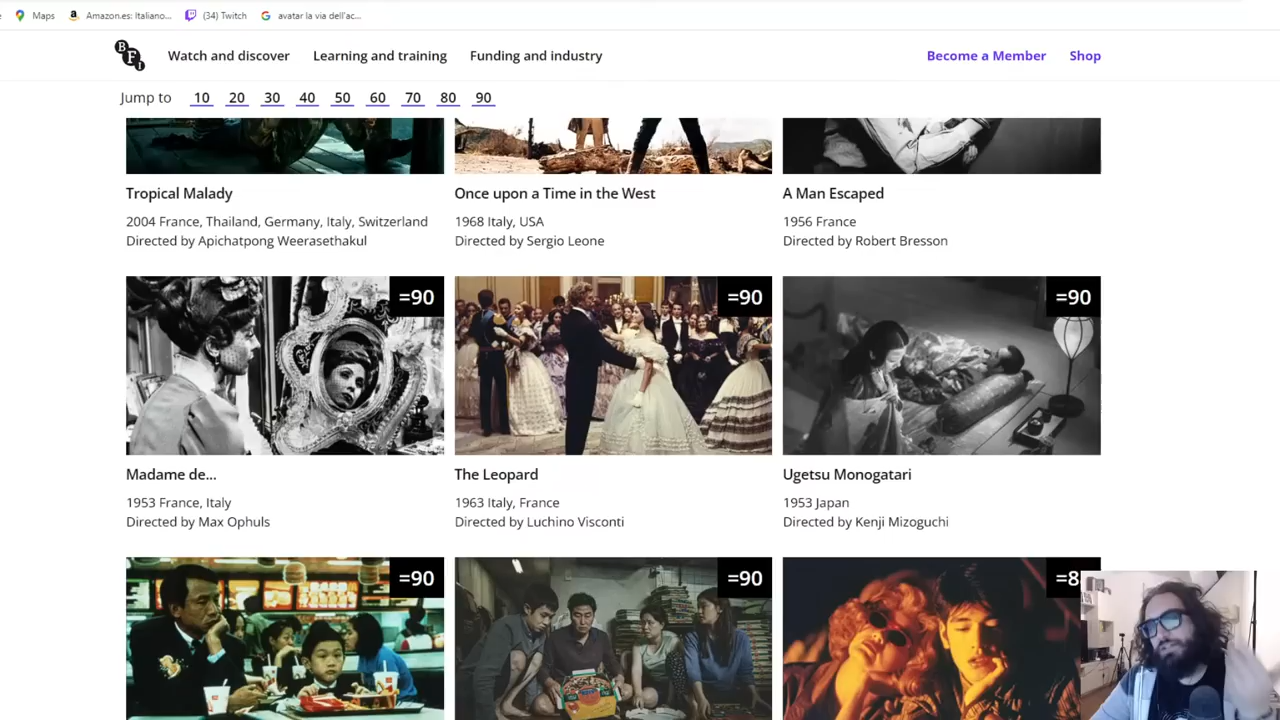 Maps
Amazon.es: Italiano...
(34) Twitch
avatar la via dell'ac...
BFI
Watch and discover
Learning and training
Funding and industry
Become a Member
Shop
Jump to 10 20 30 40 50 60 70 80 90
Tropical Malady
2004 France, Thailand, Germany, Italy, Switzerland
Directed by Apichatpong Weerasethakul
Once upon a Time in the West
1968 Italy, USA
Directed by Sergio Leone
A Man Escaped
1956 France
Directed by Robert Bresson
=90
Madame de...
1953 France, Italy
Directed by Max Ophuls
=90
The Leopard
1963 Italy, France
Directed by Luchino Visconti
=90
Ugetsu Monogatari
1953 Japan
Directed by Kenji Mizoguchi
=90
=90
=8